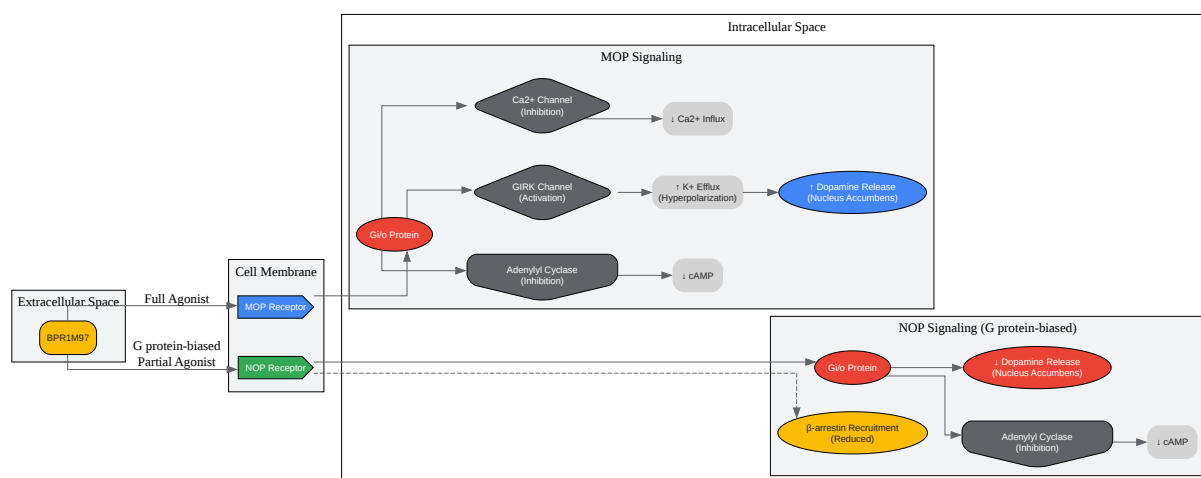 Intracellular Space
MOP Signaling
Ca2+ Channel
(Inhibition)
↓ Ca2+ Influx
GIRK Channel
(Activation)
↑ K+ Efflux
(Hyperpolarization)
↑ Dopamine Release
(Nucleus Accumbens)
Gi/o Protein
Adenylyl Cyclase
(Inhibition)
↓ cAMP
Cell Membrane
MOP Receptor
NOP Receptor
Extracellular Space
BPR1M97
Full Agonist
G protein-biased
Partial Agonist
NOP Signaling (G protein-biased)
Gi/o Protein
↓ Dopamine Release
(Nucleus Accumbens)
β-arrestin Recruitment
(Reduced)
Adenylyl Cyclase
(Inhibition)
↓ cAMP